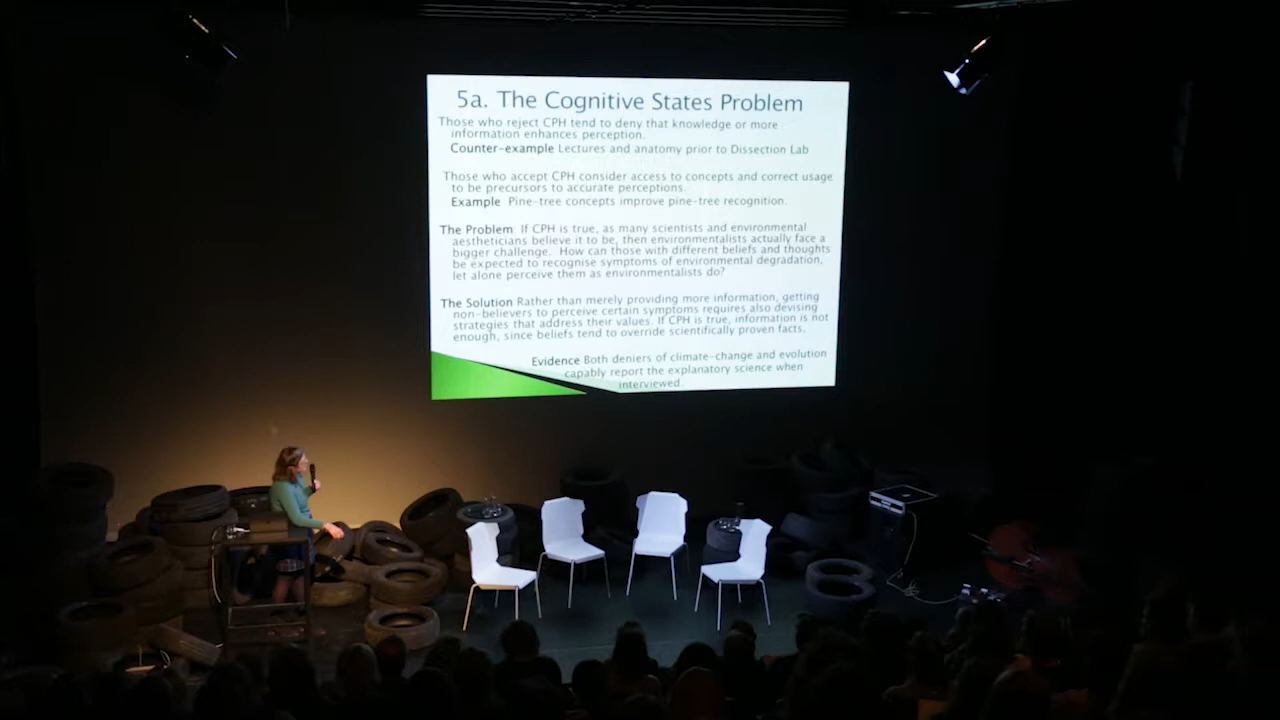 5a. The Cognitive States Problem
Those who reject CPH tend to deny that knowledge or more
information enhances perception.
Counter-example Lectures and anatomy prior to Dissection Lab
Those who accept CPH consider access to concepts and correct usage
to be precursors to accurate perceptions.
Example Pine-tree concepts improve pine-tree recognition.
The Problem If CPH is true, as many scientists and environmental
aestheticians believe it to be, then environmentalists actually face a
bigger challenge. How can those with different beliefs and thoughts
be expected to recognise symptoms of environmental degradation,
let alone perceive them as environmentalists do?
The Solution Rather than merely providing more information, getting
non-believers to perceive certain symptoms requires also devising
strategies that address their values. If CPH is true, information is not
enough, since beliefs tend to override scientifically proven facts.
Evidence Both deniers of climate-change and evolution
capably report the explanatory science when
interviewed.